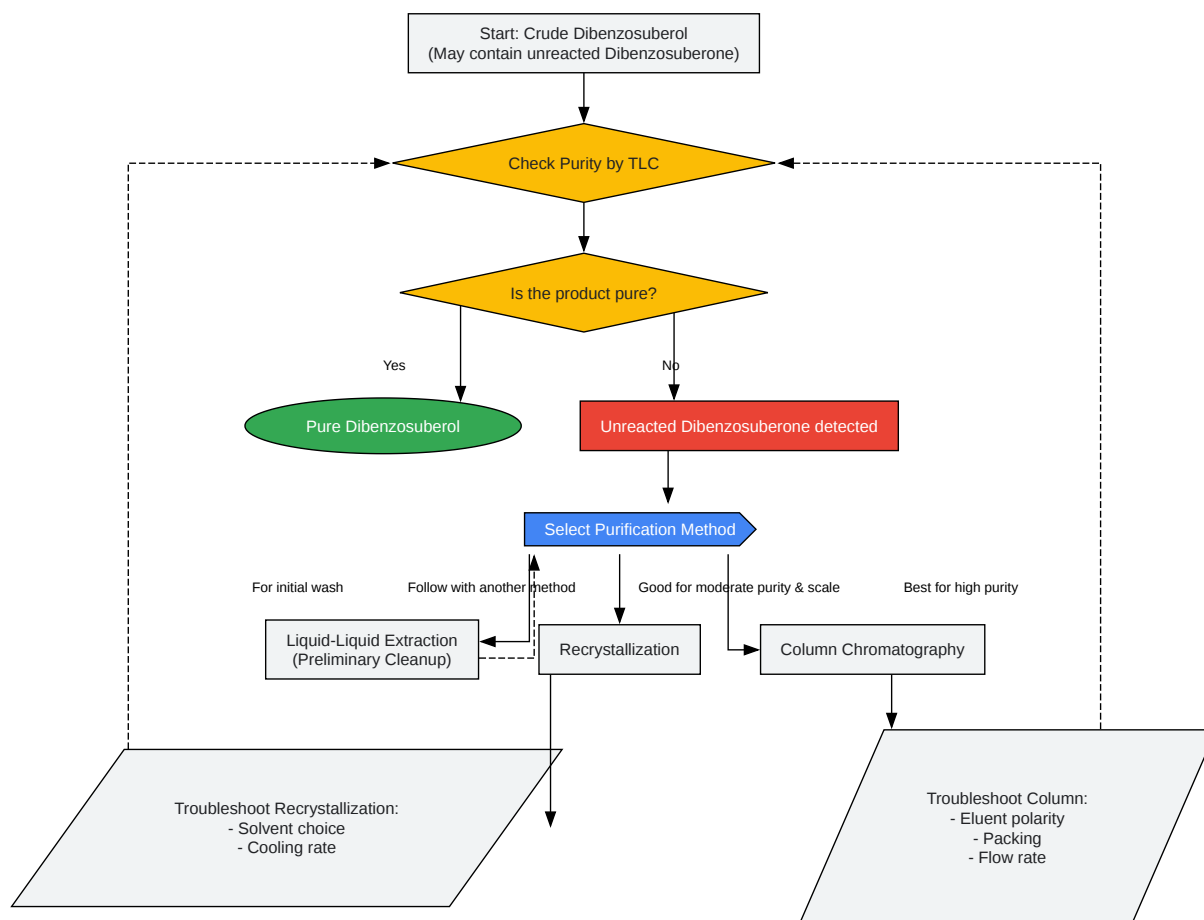 Start: Crude Dibenzosuberol
(May contain unreacted Dibenzosuberone)
Check Purity by TLC
Is the product pure?
Yes
No
Pure Dibenzosuberol
Unreacted Dibenzosuberone detected
Select Purification Method
For initial wash
Follow with another method
Good for moderate purity & scale
Best for high purity
Liquid-Liquid Extraction
(Preliminary Cleanup)
Recrystallization
Column Chromatography
Troubleshoot Recrystallization:
- Solvent choice
- Cooling rate
Troubleshoot Column:
- Eluent polarity
- Packing
- Flow rate